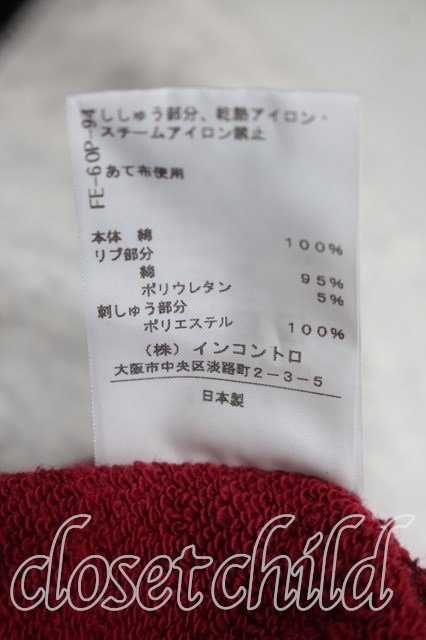 FE-60P-94
ししゅう部分、乾熱アイロン・
スチームアイロン禁止
あて布使用
本体 綿 100%
リブ部分
綿 95%
ポリウレタン 5%
刺しゅう部分
ポリエステル 100%
(株) インコントロ
大阪市中央区淡路町2-3-5
日本製
closet child